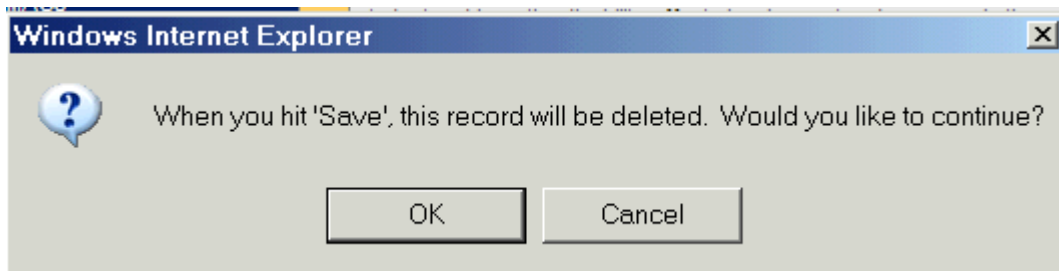 Windows Internet Explorer
When you hit 'Save', this record will be deleted.  Would you like to continue?
OK
Cancel